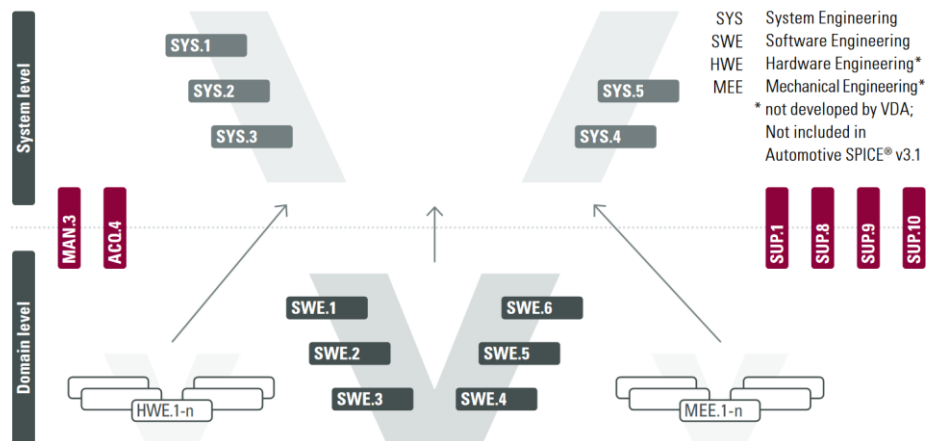 System level
SYS.1
SYS.2
SYS.3
SYS.5
SYS.4
SYS System Engineering
SWE Software Engineering
HWE Hardware Engineering*
MEE Mechanical Engineering*
* not developed by VDA;
Not included in
Automotive SPICE® v3.1
MAN.3
ACQ.4
SUP.1
SUP.8
SUP.9
SUP.10
Domain level
SWE.1
SWE.2
SWE.3
SWE.6
SWE.5
SWE.4
HWE.1-n
MEE.1-n